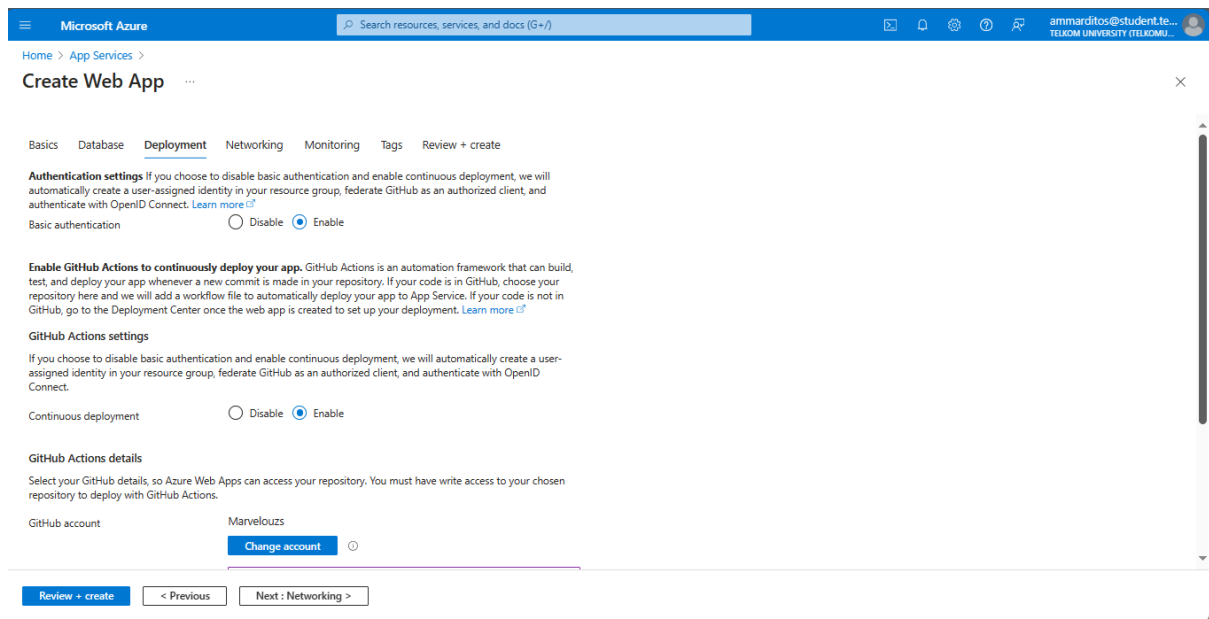 Microsoft Azure
Search resources, services, and docs (G+/)
ammarditos@student.te...
TELKOM UNIVERSITY (TELKOMU...
Home > App Services >
Create Web App ...
Basics Database Deployment Networking Monitoring Tags Review + create
Authentication settings If you choose to disable basic authentication and enable continuous deployment, we will
automatically create a user-assigned identity in your resource group, federate GitHub as an authorized client, and
authenticate with OpenID Connect. Learn more
Basic authentication Disable Enable
Enable GitHub Actions to continuously deploy your app. GitHub Actions is an automation framework that can build,
test, and deploy your app whenever a new commit is made in your repository. If your code is in GitHub, choose your
repository here and we will add a workflow file to automatically deploy your app to App Service. If your code is not in
GitHub, go to the Deployment Center once the web app is created to set up your deployment. Learn more
GitHub Actions settings
If you choose to disable basic authentication and enable continuous deployment, we will automatically create a user-
assigned identity in your resource group, federate GitHub as an authorized client, and authenticate with OpenID
Connect.
Continuous deployment Disable Enable
GitHub Actions details
Select your GitHub details, so Azure Web Apps can access your repository. You must have write access to your chosen
repository to deploy with GitHub Actions.
GitHub account Marvelouzs
Change account
Review + create < Previous Next : Networking >